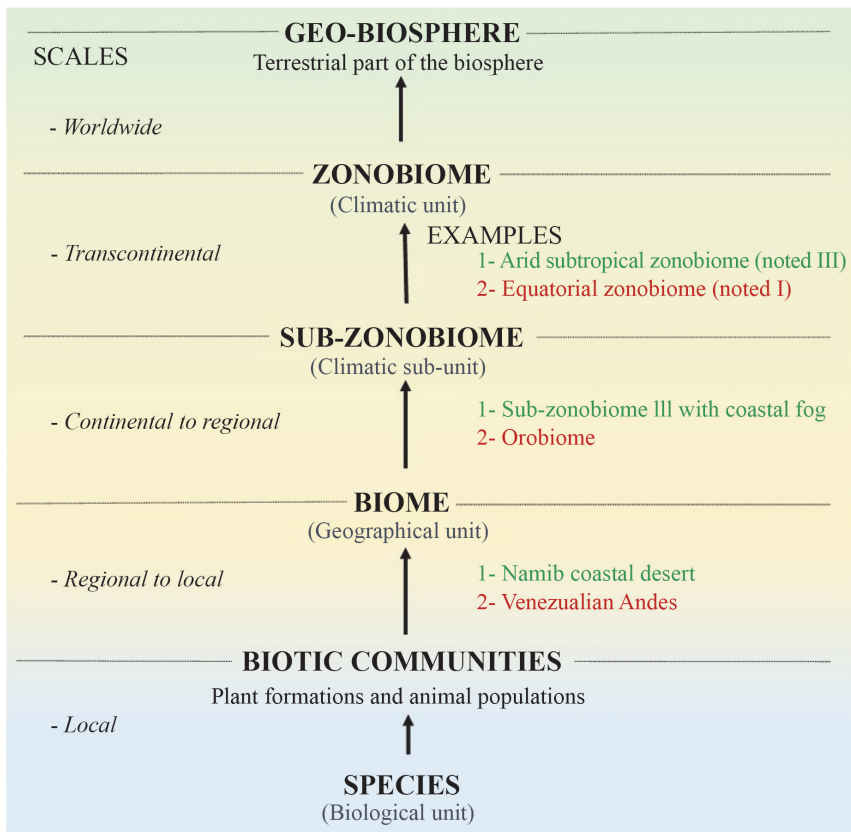 GEO-BIOSPHERE
SCALES
Terrestrial part of the biosphere
- Worldwide
ZONOBIOME
(Climatic unit)
EXAMPLES
- Transcontinental
1- Arid subtropical zonobiome (noted III)
2- Equatorial zonobiome (noted I)
SUB-ZONOBIOME
(Climatic sub-unit)
- Continental to regional
1- Sub-zonobiome lll with coastal fog
2- Orobiome
BIOME
(Geographical unit)
- Regional to local
1- Namib coastal desert
2- Venezualian Andes
BIOTIC COMMUNITIES
Plant formations and animal populations
- Local
SPECIES
(Biological unit)